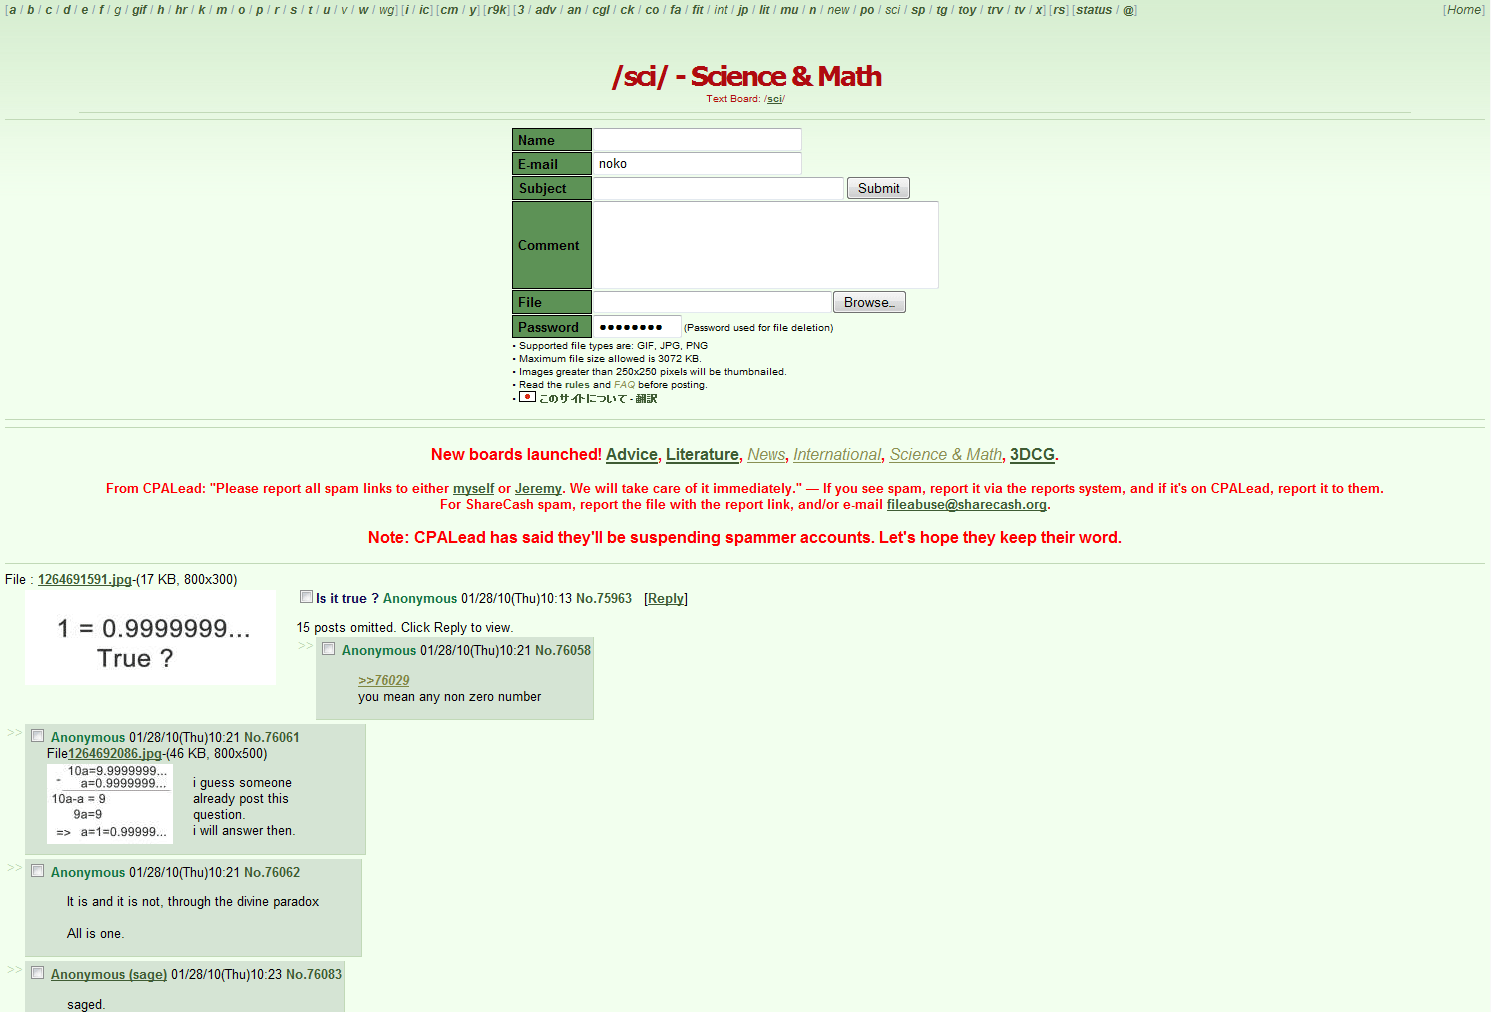 [a / b / c / d / e / f / g / gif / h / hr / k / m / o / p / r / s / t / u / v / w / wg] [i / ic] [cm / y] [r9k] [3 / adv / an / cgl / ck / co / fa / fit / int / jp / lit / mu / n / new / po / sci / sp / tg / toy / trv / tv / x] [rs] [status / @] [Home]
/sci/ - Science & Math
Text Board: /sci/
Name
E-mail noko
Subject Submit
Comment
File Browse...
Password ●●●●●●●● (Password used for file deletion)
• Supported file types are: GIF, JPG, PNG
• Maximum file size allowed is 3072 KB.
• Images greater than 250x250 pixels will be thumbnailed.
• Read the rules and FAQ before posting.
• このサイトについて - 翻訳
New boards launched! Advice, Literature, News, International, Science & Math, 3DCG.
From CPALead: "Please report all spam links to either myself or Jeremy. We will take care of it immediately." — If you see spam, report it via the reports system, and if it's on CPALead, report it to them.
For ShareCash spam, report the file with the report link, and/or e-mail fileabuse@sharecash.org.
Note: CPALead has said they'll be suspending spammer accounts. Let's hope they keep their word.
File : 1264691591.jpg-(17 KB, 800x300)
1 = 0.9999999...
True ?
Is it true ? Anonymous 01/28/10(Thu)10:13 No.75963 [Reply]
15 posts omitted. Click Reply to view.
>> Anonymous 01/28/10(Thu)10:21 No.76058
>>76029
you mean any non zero number
>> Anonymous 01/28/10(Thu)10:21 No.76061
File1264692086.jpg-(46 KB, 800x500)
10a=9.9999999...
- a=0.9999999...
10a-a = 9
9a=9
=> a=1=0.99999...
i guess someone
already post this
question.
i will answer then.
>> Anonymous 01/28/10(Thu)10:21 No.76062
It is and it is not, through the divine paradox
All is one.
>> Anonymous (sage) 01/28/10(Thu)10:23 No.76083
saged.